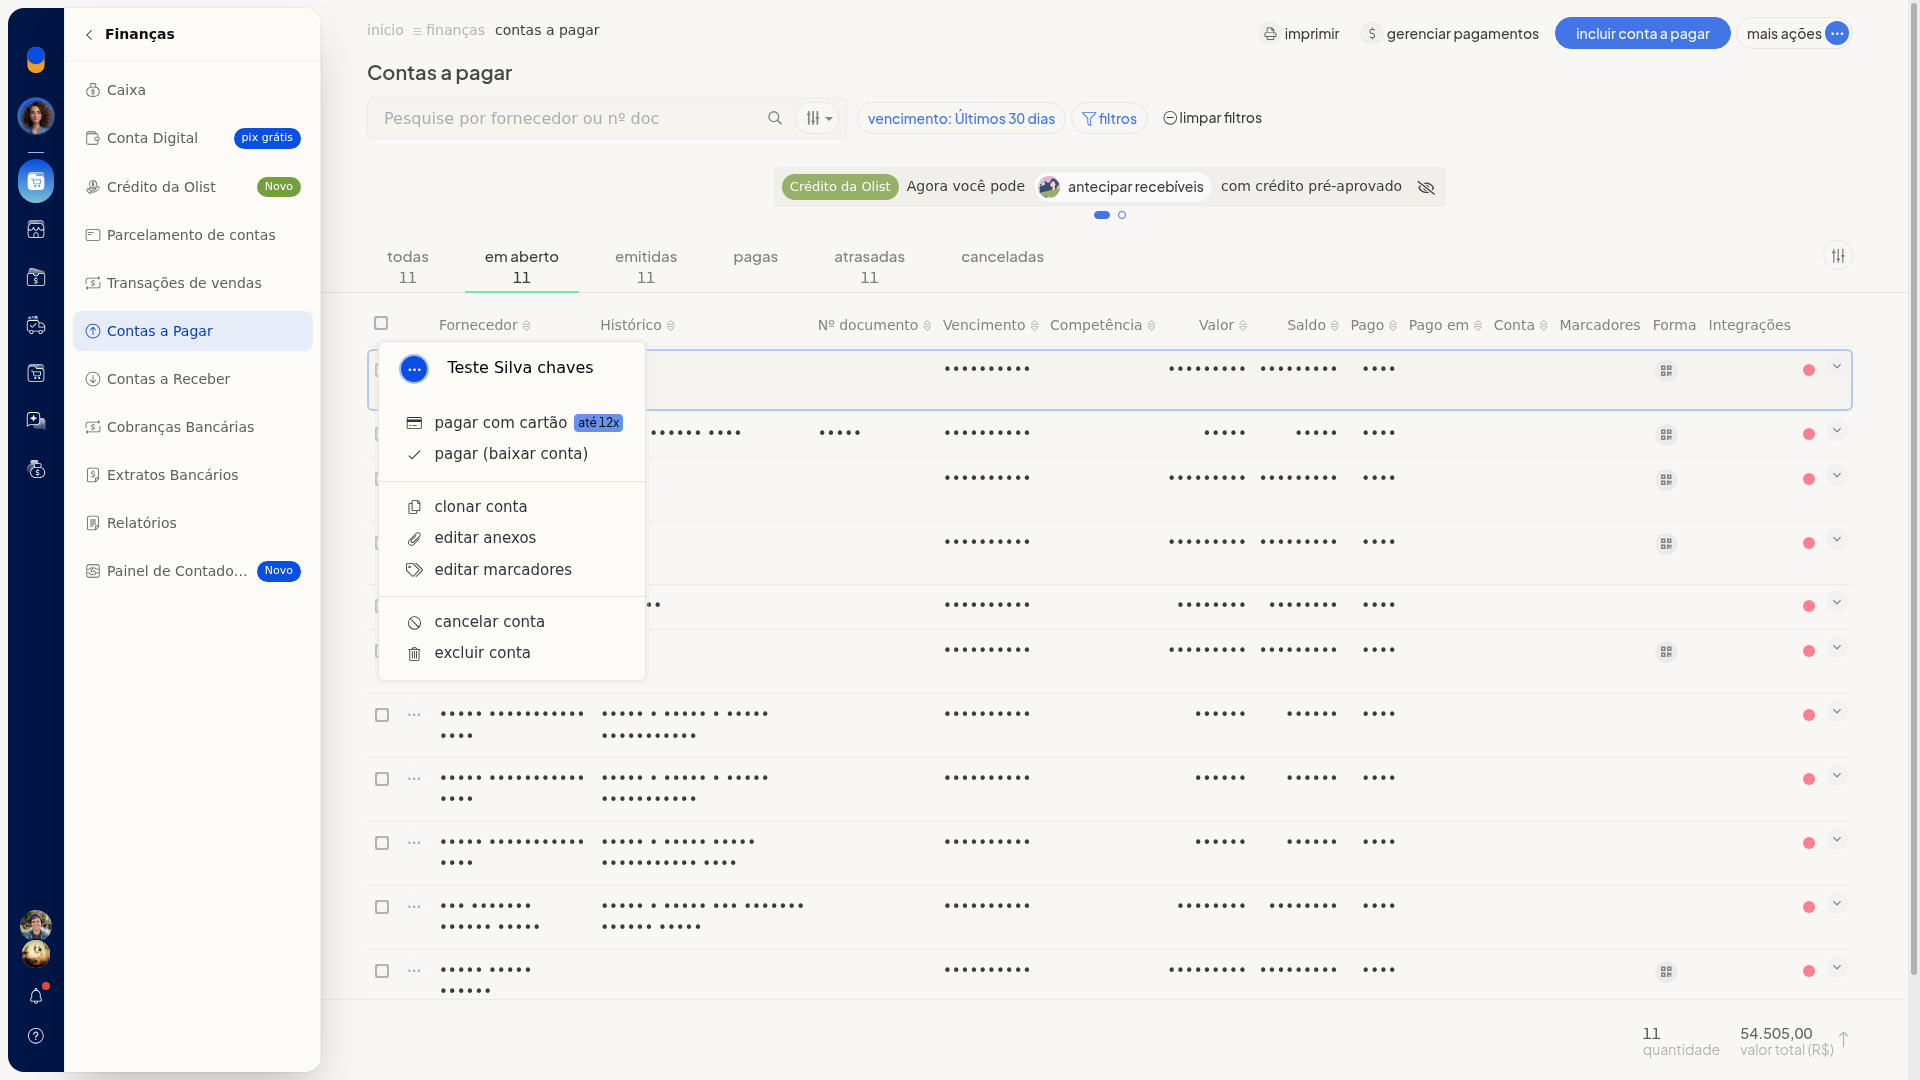 Finanças
Caixa
Conta Digital
pix grátis
Crédito da Olist
Novo
Parcelamento de contas
Transações de vendas
Contas a Pagar
Contas a Receber
Cobranças Bancárias
Extratos Bancários
Relatórios
Painel de Contado...
Novo
início finanças contas a pagar
imprimir
gerenciar pagamentos
incluir conta a pagar
mais ações
Contas a pagar
Pesquise por fornecedor ou nº doc
vencimento: Últimos 30 dias
filtros
limpar filtros
Crédito da Olist Agora você pode antecipar recebíveis com crédito pré-aprovado
todas
11
em aberto
11
emitidas
11
pagas
atrasadas
11
canceladas
Fornecedor Histórico Nº documento Vencimento Competência Valor Saldo Pago Pago em Conta Marcadores Forma Integrações
Teste Silva chaves
pagar com cartão até 12x
pagar (baixar conta)
clonar conta
editar anexos
editar marcadores
cancelar conta
excluir conta
11
quantidade
54.505,00
valor total (R$)